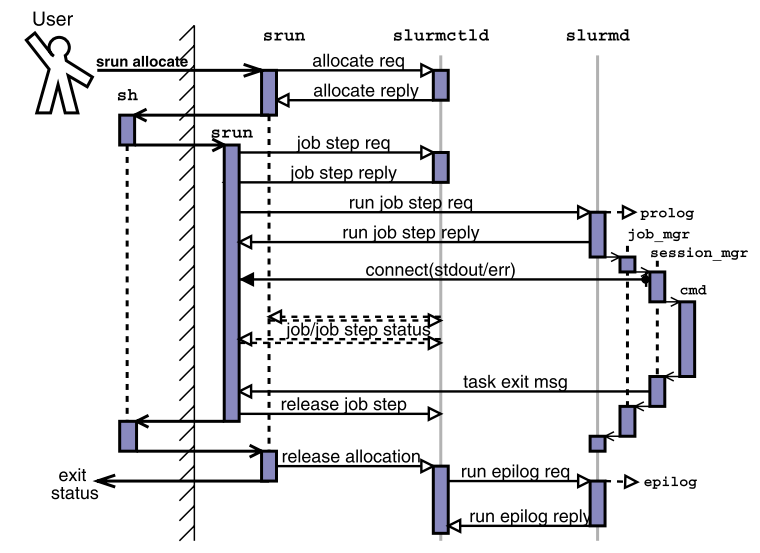 User
srun
slurmctld
slurmd
srun allocate
allocate req
allocate reply
sh
srun
job step req
job step reply
run job step req
prolog
run job step reply
job_mgr
session_mgr
connect(stdout/err)
cmd
job/job step status
task exit msg
release job step
release allocation
exit
status
run epilog req
epilog
run epilog reply